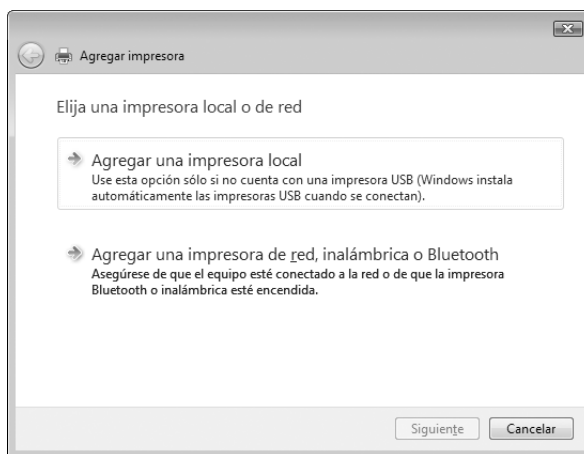 Agregar impresora
Elija una impresora local o de red
Agregar una impresora local
Use esta opción sólo si no cuenta con una impresora USB (Windows instala
automáticamente las impresoras USB cuando se conectan).
Agregar una impresora de red, inalámbrica o Bluetooth
Asegúrese de que el equipo esté conectado a la red o de que la impresora
Bluetooth o inalámbrica esté encendida.
Siguiente Cancelar